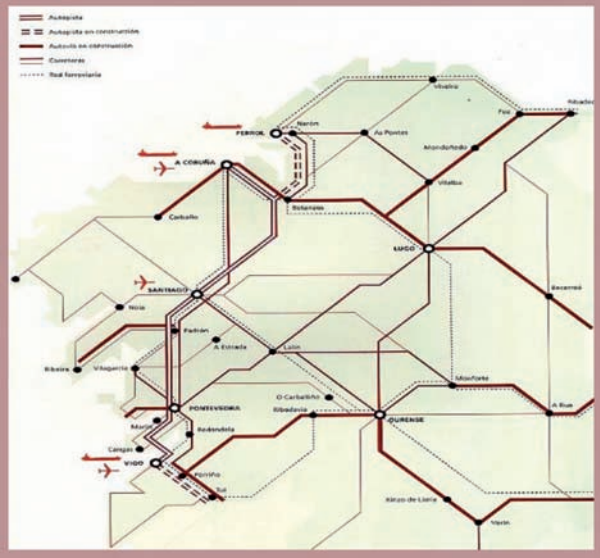 Autopista
Autopista en construcción
Autovía en construcción
Carreteras
Red ferroviaria
Viveiro
Foz
Ribadeo
Narón
FERROL
As Pontes
Mondoñedo
A CORUÑA
Vilalba
Betanzos
Carballo
LUGO
SANTIAGO
Becerreá
Noia
Padrón
A Estrada
Lalín
Ribeira
Vilagarcía
Monforte
O Carballiño
PONTEVEDRA
Ribadavia
A Rúa
OURENSE
Marín
Redondela
Cangas
VIGO
Porriño
Tui
Xinzo de Limia
Verín